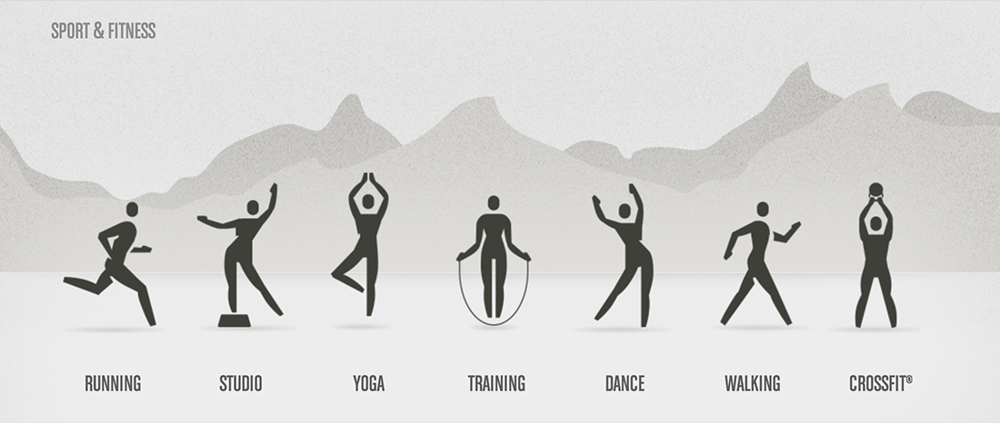 SPORT & FITNESS
RUNNING STUDIO YOGA TRAINING DANCE WALKING CROSSFIT®